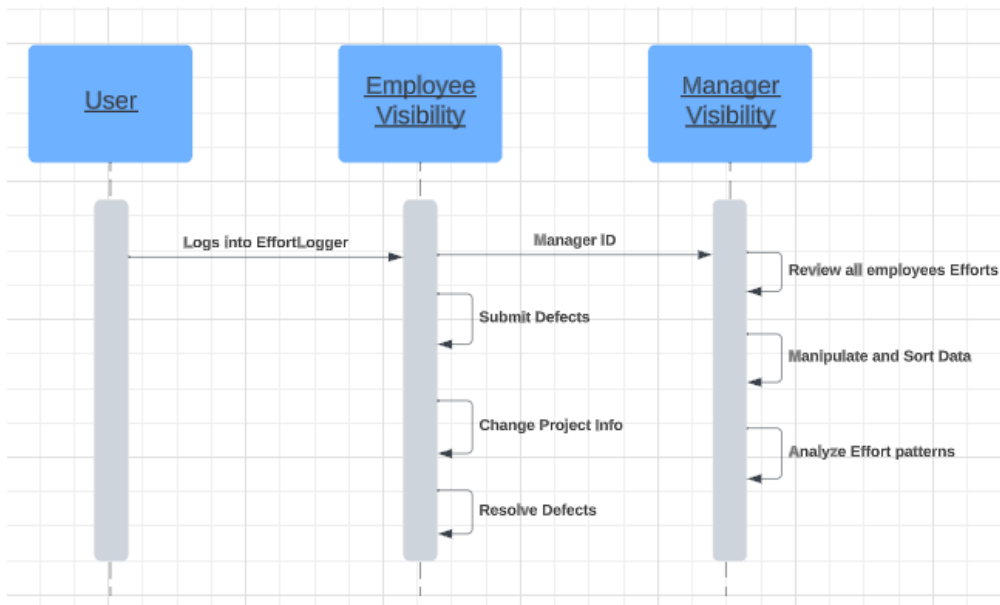 User
Employee
Visibility
Manager
Visibility
Logs into EffortLogger
Manager ID
Review all employees Efforts
Submit Defects
Manipulate and Sort Data
Change Project Info
Analyze Effort patterns
Resolve Defects